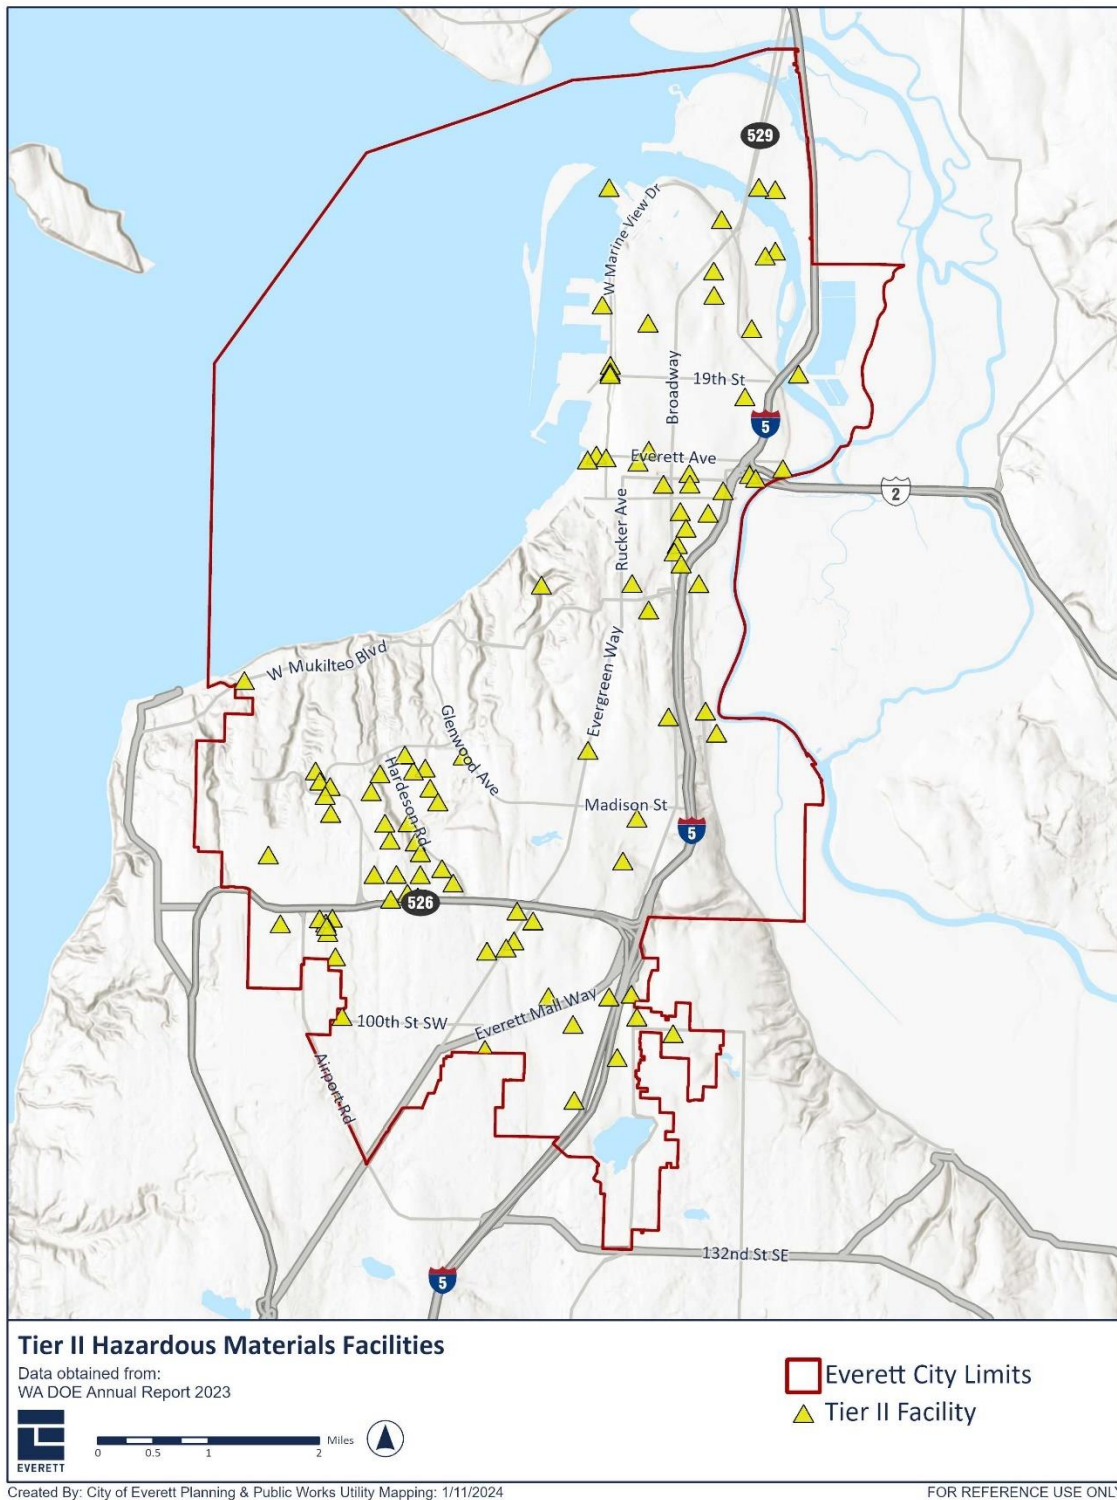 529
W Marine View Dr
Broadway
19th St
5
Everett Ave
2
Rucker Ave
W Mukilteo Blvd
Evergreen Way
Glenwood Ave
Hardeson Rd
Madison St
5
526
Everett Mall Way
100th St SW
Airport Rd
132nd St SE
5
Tier II Hazardous Materials Facilities
Data obtained from:
WA DOE Annual Report 2023
EVERETT
0 0.5 1 2 Miles
Everett City Limits
Tier II Facility
Created By: City of Everett Planning & Public Works Utility Mapping: 1/11/2024
FOR REFERENCE USE ONL